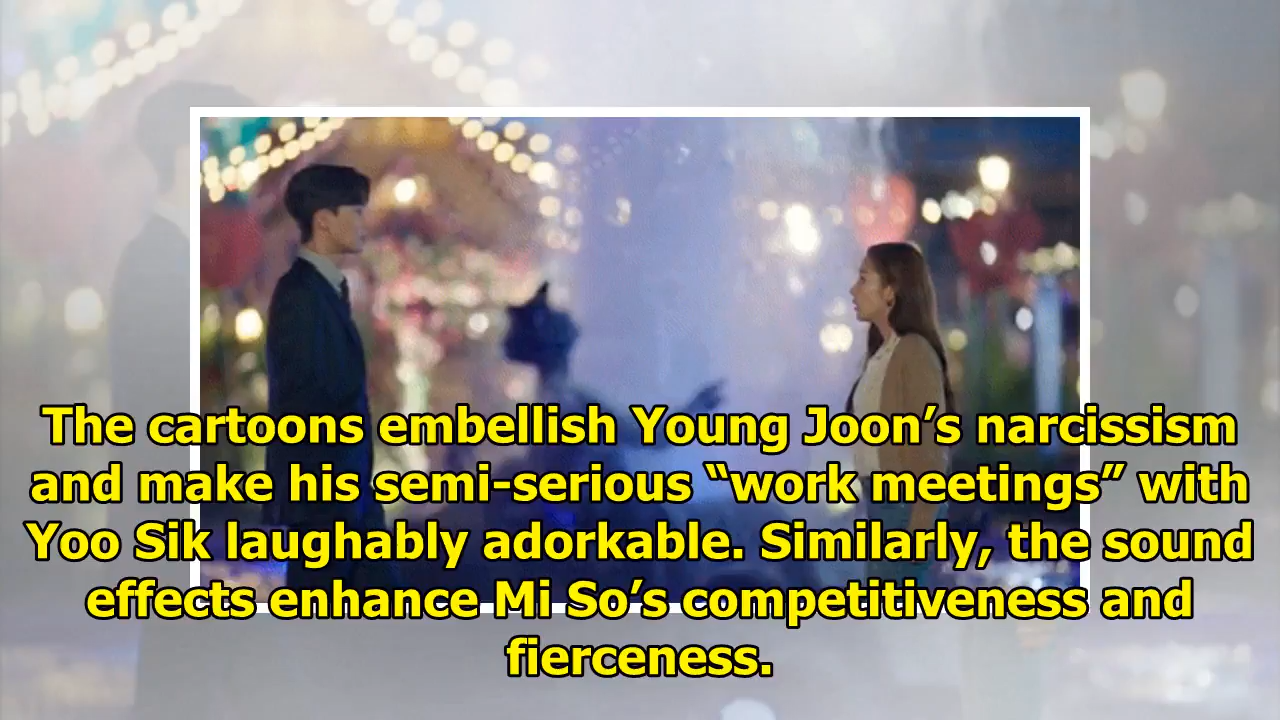 The cartoons embellish Young Joon’s narcissism
and make his semi-serious “work meetings” with
Yoo Sik laughably adorkable. Similarly, the sound
effects enhance Mi So’s competitiveness and
fierceness.